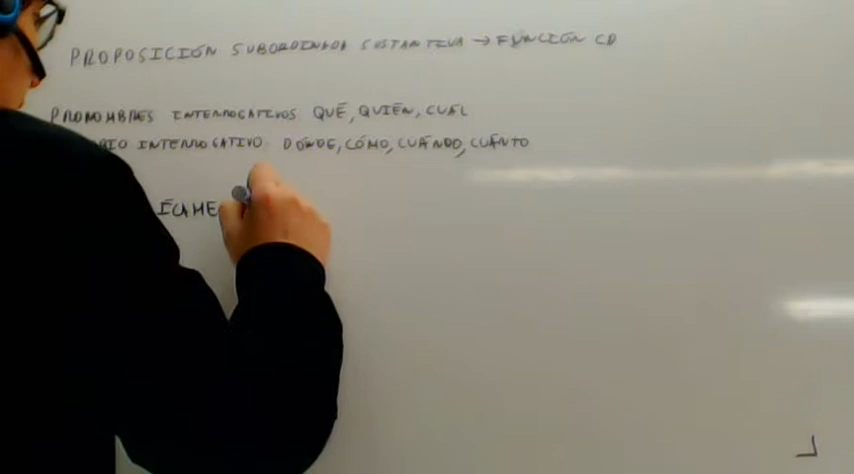 PROPOSICIÓN SUBORDINADA SUSTANTIVA → FUNCIÓN CD
PRONOMBRES INTERROGATIVOS QUÉ, QUIÉN, CUÁL
INTERROGATIVO: DÓNDE, CÓMO, CUÁNDO, CUÁNTO